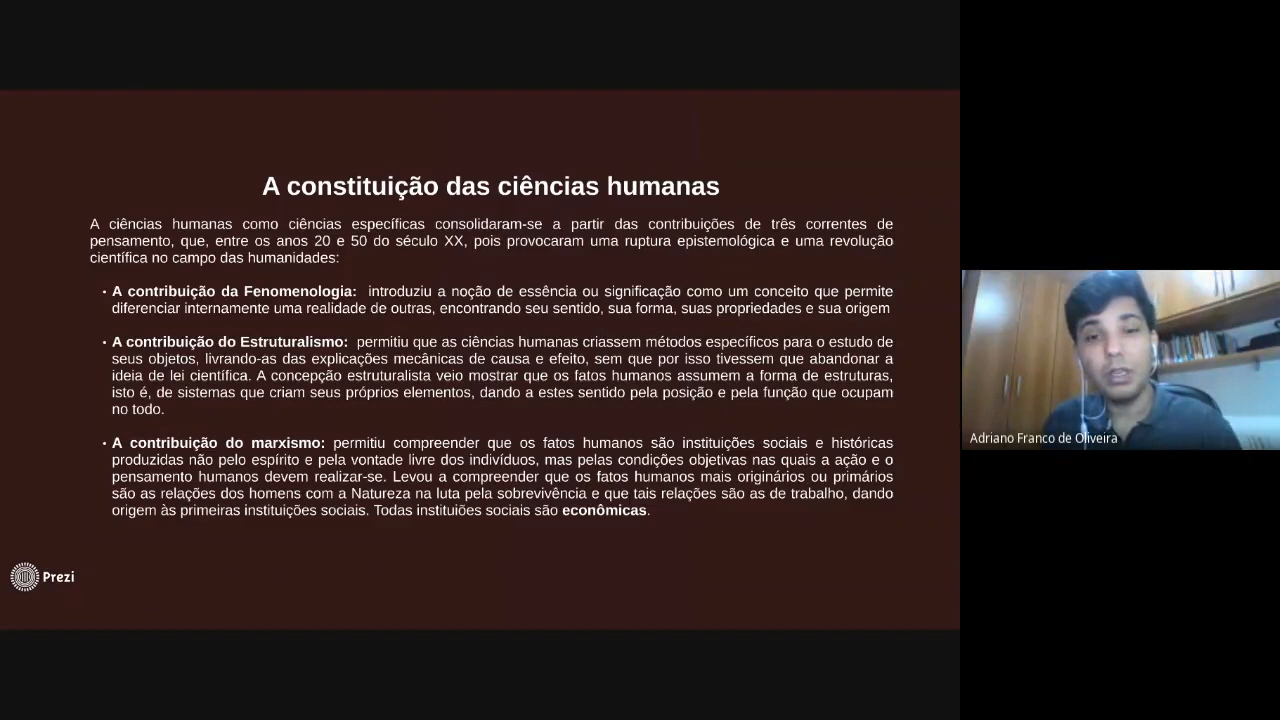 A constituição das ciências humanas
A ciências humanas como ciências específicas consolidaram-se a partir das contribuições de três correntes de
pensamento, que, entre os anos 20 e 50 do século XX, pois provocaram uma ruptura epistemológica e uma revolução
científica no campo das humanidades:
• A contribuição da Fenomenologia: introduziu a noção de essência ou significação como um conceito que permite
diferenciar internamente uma realidade de outras, encontrando seu sentido, sua forma, suas propriedades e sua origem
• A contribuição do Estruturalismo: permitiu que as ciências humanas criassem métodos específicos para o estudo de
seus objetos, livrando-as das explicações mecânicas de causa e efeito, sem que por isso tivessem que abandonar a
ideia de lei científica. A concepção estruturalista veio mostrar que os fatos humanos assumem a forma de estruturas,
isto é, de sistemas que criam seus próprios elementos, dando a estes sentido pela posição e pela função que ocupam
no todo.
• A contribuição do marxismo: permitiu compreender que os fatos humanos são instituições sociais e históricas
produzidas não pelo espírito e pela vontade livre dos indivíduos, mas pelas condições objetivas nas quais a ação e o
pensamento humanos devem realizar-se. Levou a compreender que os fatos humanos mais originários ou primários
são as relações dos homens com a Natureza na luta pela sobrevivência e que tais relações são as de trabalho, dando
origem às primeiras instituições sociais. Todas instituiões sociais são econômicas.
Prezi
Adriano Franco de Oliveira